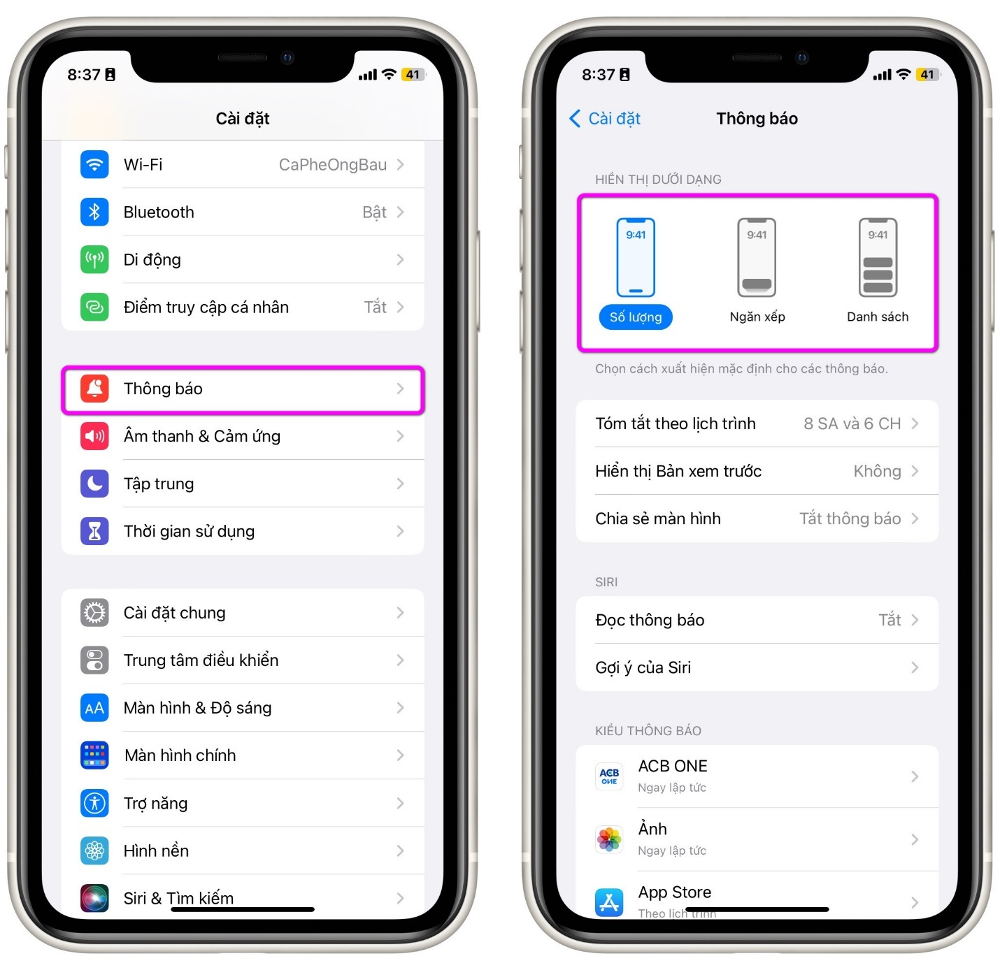 8:37
41
Cài đặt
Wi-Fi CaPheOngBau
Bluetooth Bật
Di động
Điểm truy cập cá nhân Tắt
Thông báo
Âm thanh & Cảm ứng
Tập trung
Thời gian sử dụng
Cài đặt chung
Trung tâm điều khiển
AA Màn hình & Độ sáng
Màn hình chính
Trợ năng
Hình nền
Siri & Tìm kiếm
8:37
41
Cài đặt Thông báo
HIỂN THỊ DƯỚI DẠNG
9:41 9:41 9:41
Số lượng Ngăn xếp Danh sách
Chọn cách xuất hiện mặc định cho các thông báo.
Tóm tắt theo lịch trình 8 SA và 6 CH
Hiển thị Bản xem trước Không
Chia sẻ màn hình Tắt thông báo
SIRI
Đọc thông báo Tắt
Gợi ý của Siri
KIỂU THÔNG BÁO
ACB ONE
ACB ONE
Ngay lập tức
Ảnh
Ngay lập tức
App Store
Theo lịch trình